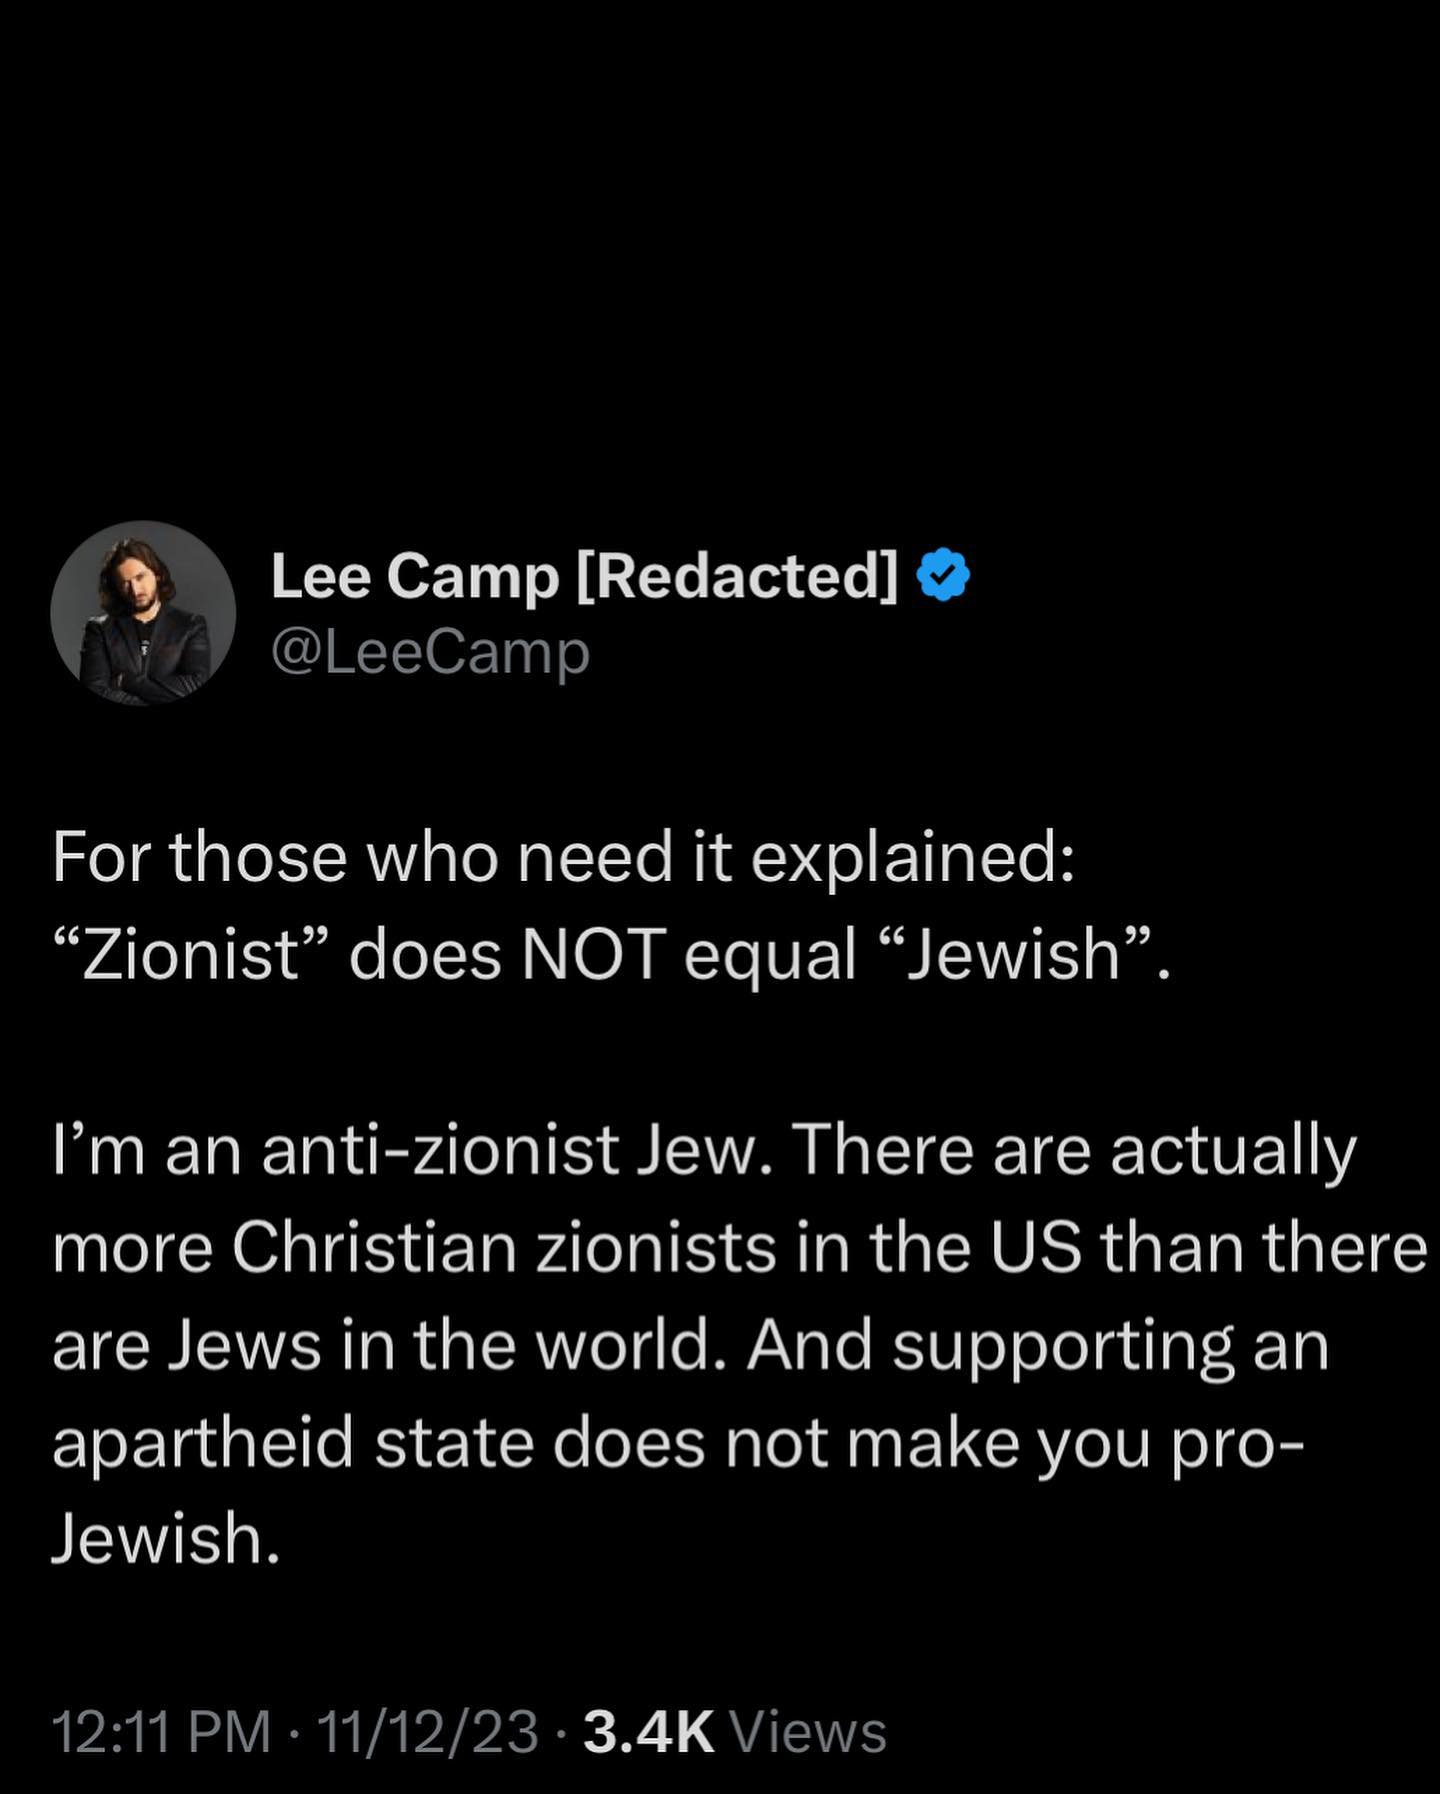 Lee Camp [Redacted]
@LeeCamp
For those who need it explained:
“Zionist” does NOT equal “Jewish”.
I’m an anti-zionist Jew. There are actually
more Christian zionists in the US than there
are Jews in the world. And supporting an
apartheid state does not make you pro-
Jewish.
12:11 PM · 11/12/23 · 3.4K Views